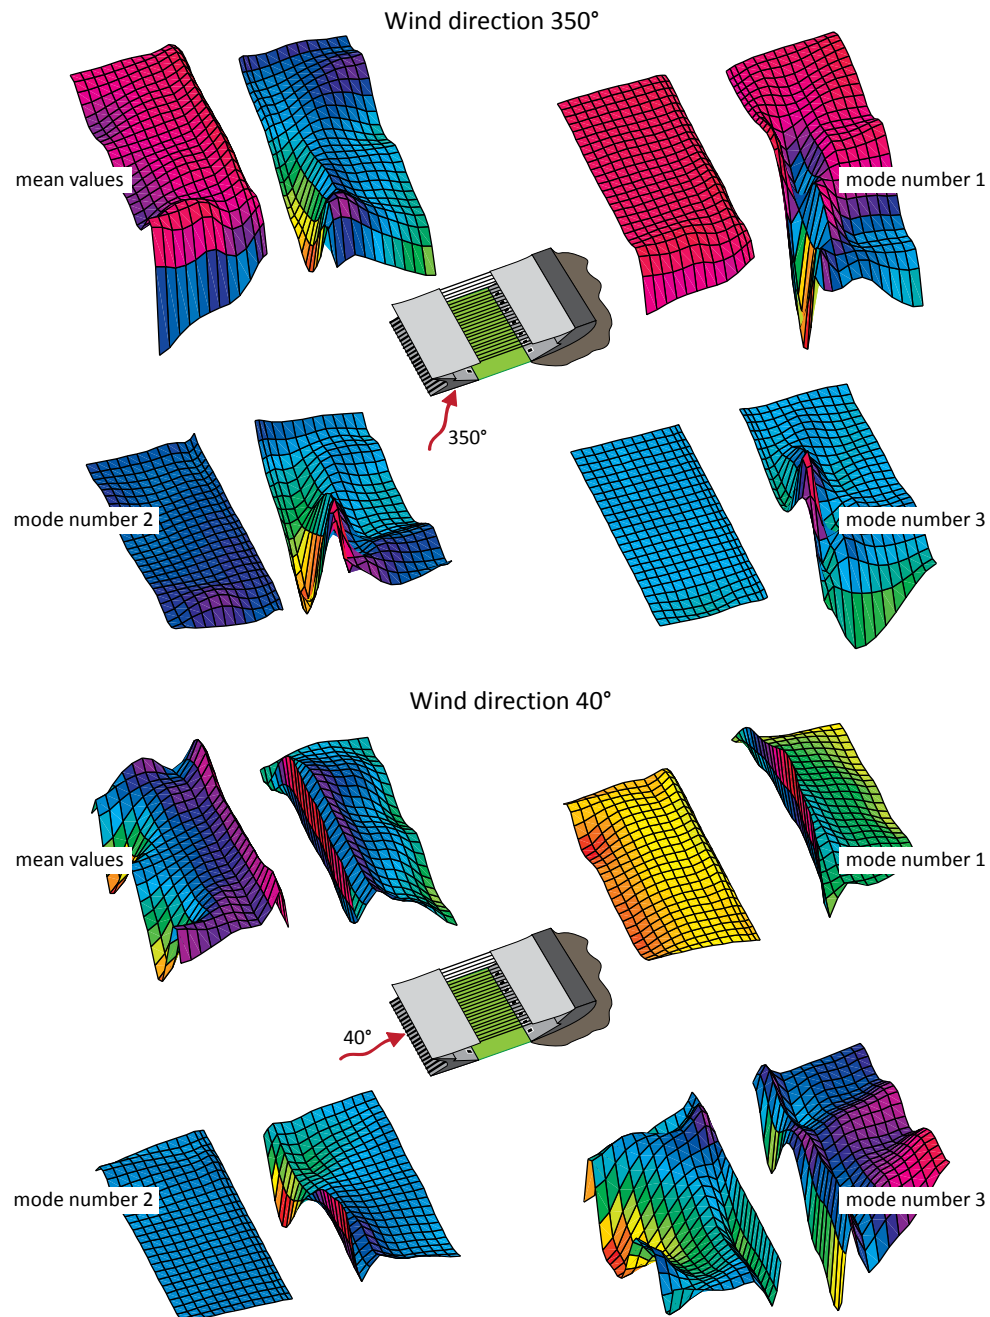 Wind direction 350°
mean values
mode number 1
350°
mode number 2
mode number 3
Wind direction 40°
mean values
mode number 1
40°
mode number 2
mode number 3